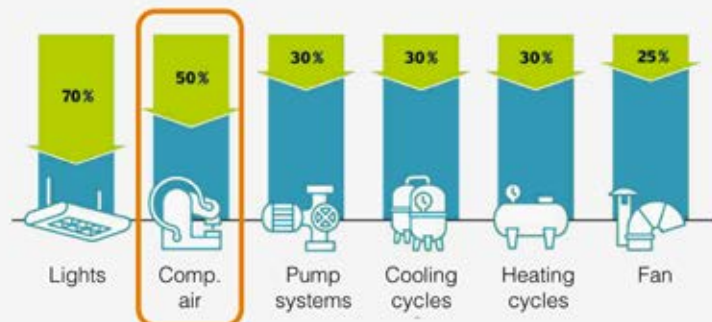 70%
50%
30%
30%
30%
25%
Lights
Comp.
air
Pump
systems
Cooling
cycles
Heating
cycles
Fan